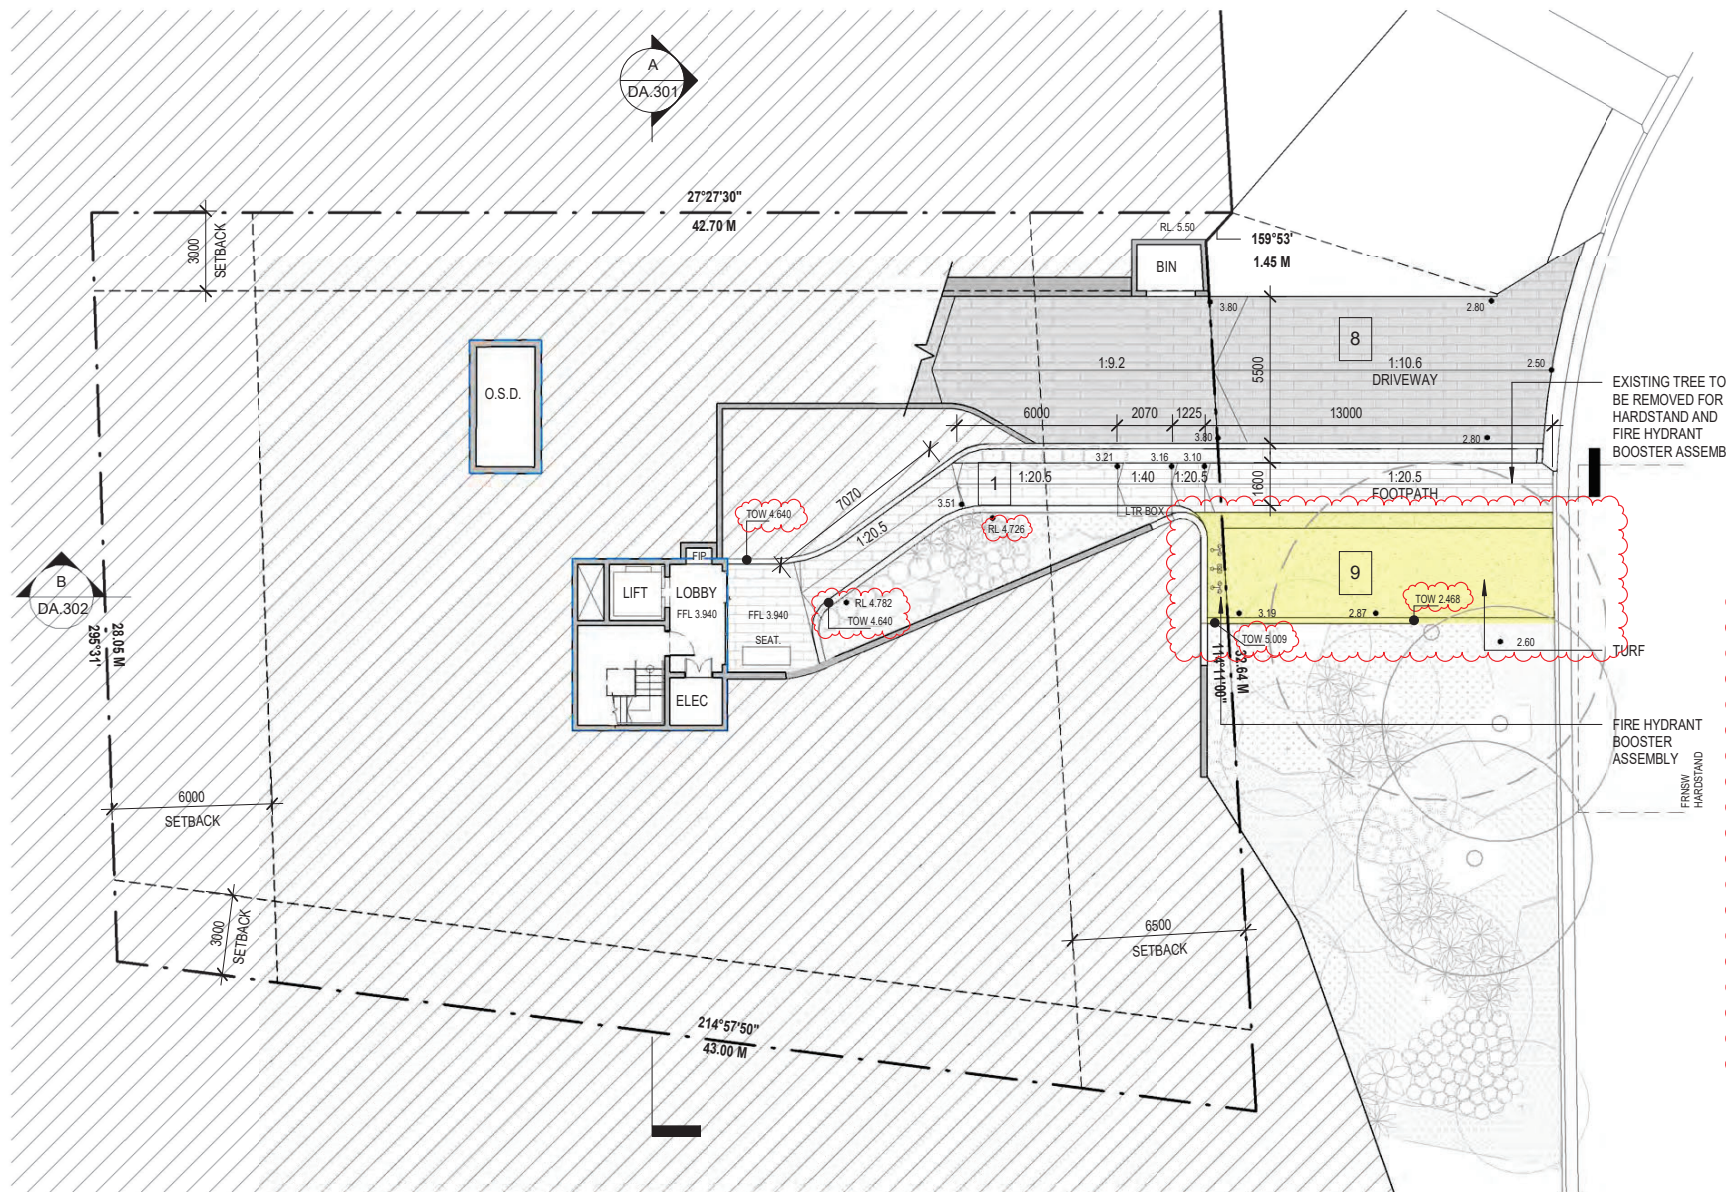 A
DA.301
27°27'30"
42.70 M
3000
SETBACK
RL. 5.50
159°53'
1.45 M
BIN
3.80
2.80
8
1:9.2
5500
1:10.6
DRIVEWAY
2.50
O.S.D.
EXISTING TREE TO
BE REMOVED FOR
HARDSTAND AND
FIRE HYDRANT
BOOSTER ASSEMB
6000
2070
1225
13000
3.80
2.80
3.21
3.16
3.10
1
1:20.5
1:40
1:20.5
1600
1:20.5
FOOTPATH
7070
3.51
LTR BOX
TOW 4.640
1:20.5
RL 4.726
FIP
9
B
DA.302
LIFT
LOBBY
FFL 3.940
FFL 3.940
SEAT.
RL 4.782
TOW 4.640
3.19
2.87
TOW 2.468
TOW 5.009
2.60
TURF
28.05 M
295°31'
32.64 M
114°11'00"
ELEC
FIRE HYDRANT
BOOSTER
ASSEMBLY
FRNSW
HARDSTAND
6000
SETBACK
3000
SETBACK
6500
SETBACK
214°57'50"
43.00 M